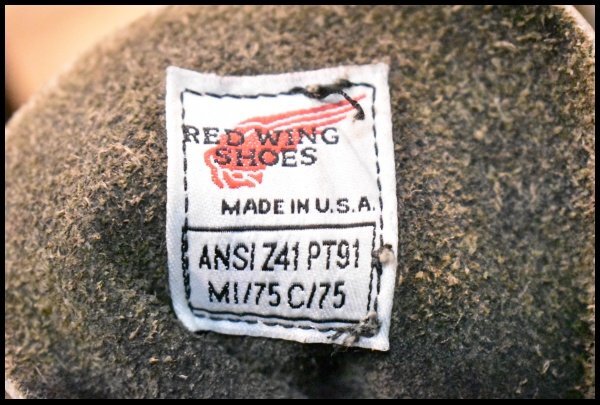 RED WING
SHOES
MADE IN U.S.A.
ANSI Z41 PT91
MI/75 C/75